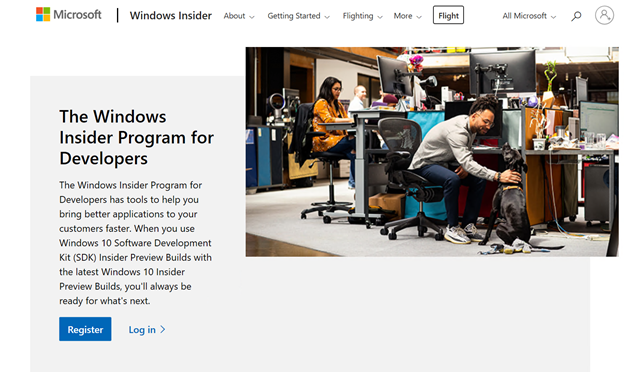 Microsoft
Windows Insider
About
Getting Started
Flighting
More
Flight
All Microsoft
The Windows
Insider Program for
Developers
The Windows Insider Program for
Developers has tools to help you
bring better applications to your
customers faster. When you use
Windows 10 Software Development
Kit (SDK) Insider Preview Builds with
the latest Windows 10 Insider
Preview Builds, you'll always be
ready for what's next.
Register
Log in